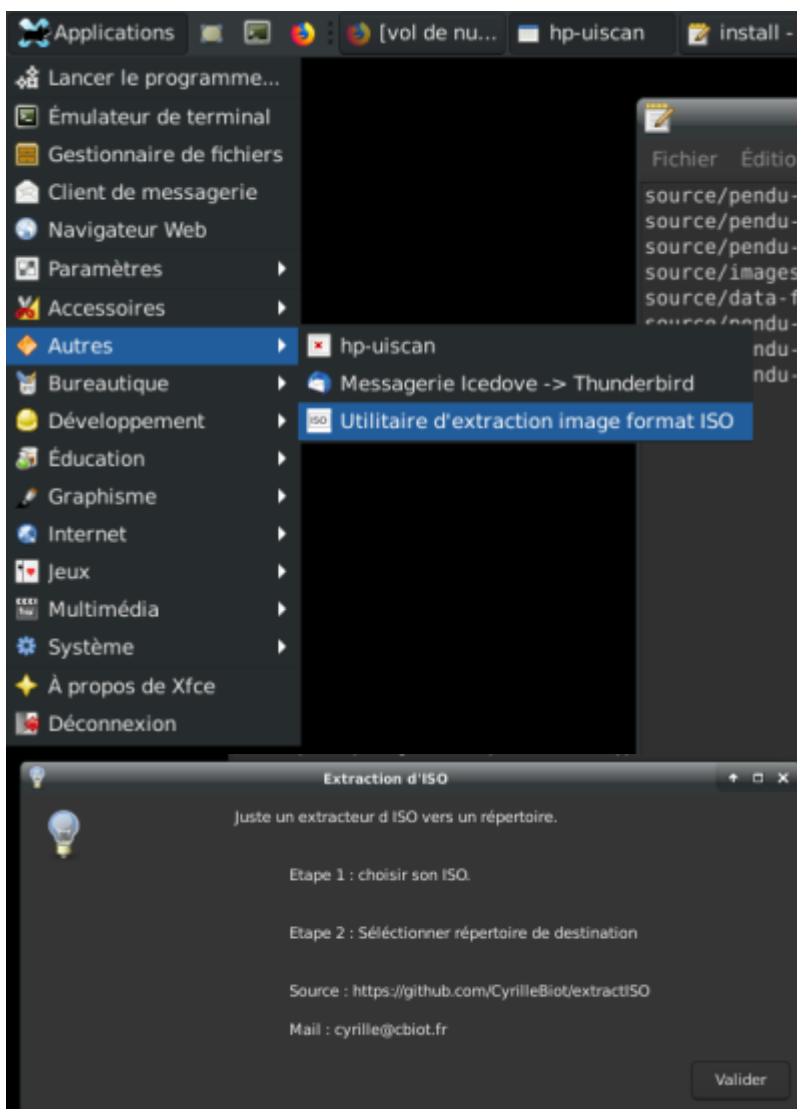 Applications [vol de nu... hp-uiscan install -
Lancer le programme...
Émulateur de terminal
Gestionnaire de fichiers
Client de messagerie
Navigateur Web
Paramètres
Accessoires
Autres
Bureautique
Développement
Éducation
Graphisme
Internet
Jeux
Multimédia
Système
À propos de Xfce
Déconnexion
hp-uiscan
Messagerie Icedove -> Thunderbird
ISO Utilitaire d'extraction image format ISO
Fichier Éditio
source/pendu-
source/pendu-
source/pendu-
source/images
source/data-f
source/pendu-
ndu-
ndu-
Extraction d'ISO
Juste un extracteur d ISO vers un répertoire.
Etape 1 : choisir son ISO.
Etape 2 : Séléctionner répertoire de destination
Source : https://github.com/CyrilleBiot/extractISO
Mail : cyrille@cbiot.fr
Valider